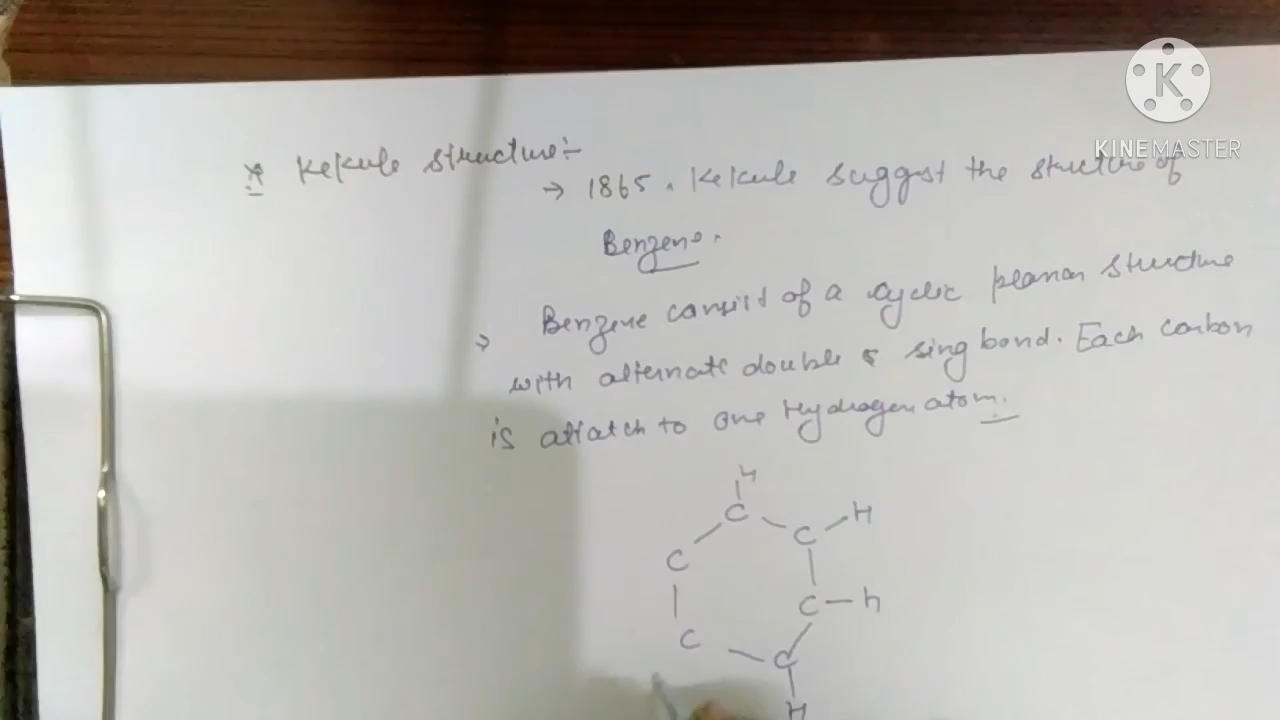 K
KINEMASTER
* Kekule structure :-
→ 1865. Kekule suggest the structure of
Benzene.
→ Benzene consist of a cyclic planar structure
with alternate double & sing bond. Each carbon
is attatch to one Hydrogen atom.
H
C
C H
C
C h
C
C
H